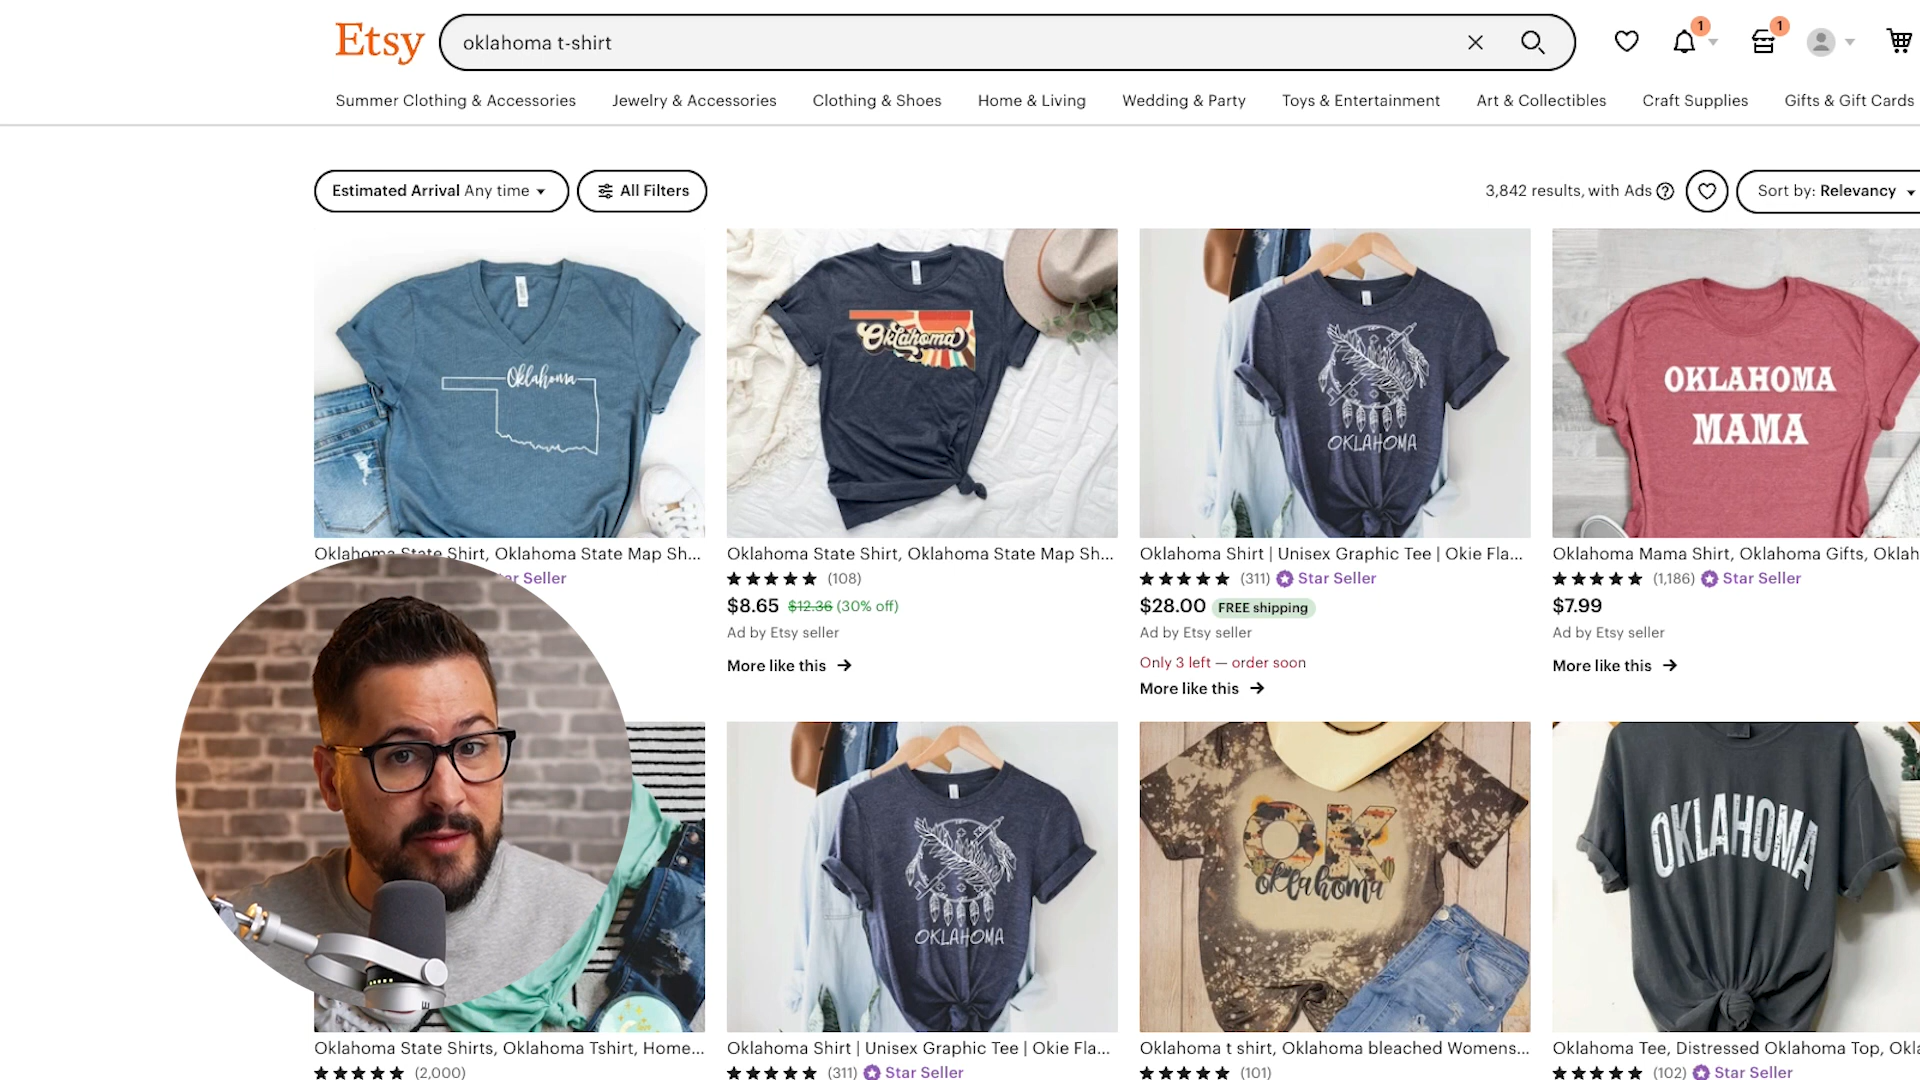 Etsy
oklahoma t-shirt
1
1
Summer Clothing & Accessories
Jewelry & Accessories
Clothing & Shoes
Home & Living
Wedding & Party
Toys & Entertainment
Art & Collectibles
Craft Supplies
Gifts & Gift Cards
Estimated Arrival Any time
All Filters
3,842 results, with Ads
Sort by: Relevancy
Oklahoma
Oklahoma
OKLAHOMA
OKLAHOMA
MAMA
Oklahoma State Shirt, Oklahoma State Map Sh...
Seller
Oklahoma State Shirt, Oklahoma State Map Sh...
(108)
$8.65 $12.36 (30% off)
Ad by Etsy seller
More like this
Oklahoma Shirt | Unisex Graphic Tee | Okie Fla...
(311) Star Seller
$28.00 FREE shipping
Ad by Etsy seller
Only 3 left — order soon
More like this
Oklahoma Mama Shirt, Oklahoma Gifts, Oklah
(1,186) Star Seller
$7.99
Ad by Etsy seller
More like this
OKLAHOMA
OK
oklahoma
OKLAHOMA
Oklahoma State Shirts, Oklahoma Tshirt, Home...
(2,000)
Oklahoma Shirt | Unisex Graphic Tee | Okie Fla...
(311) Star Seller
Oklahoma t shirt, Oklahoma bleached Womens...
(101)
Oklahoma Tee, Distressed Oklahoma Top, Okla
(102) Star Seller